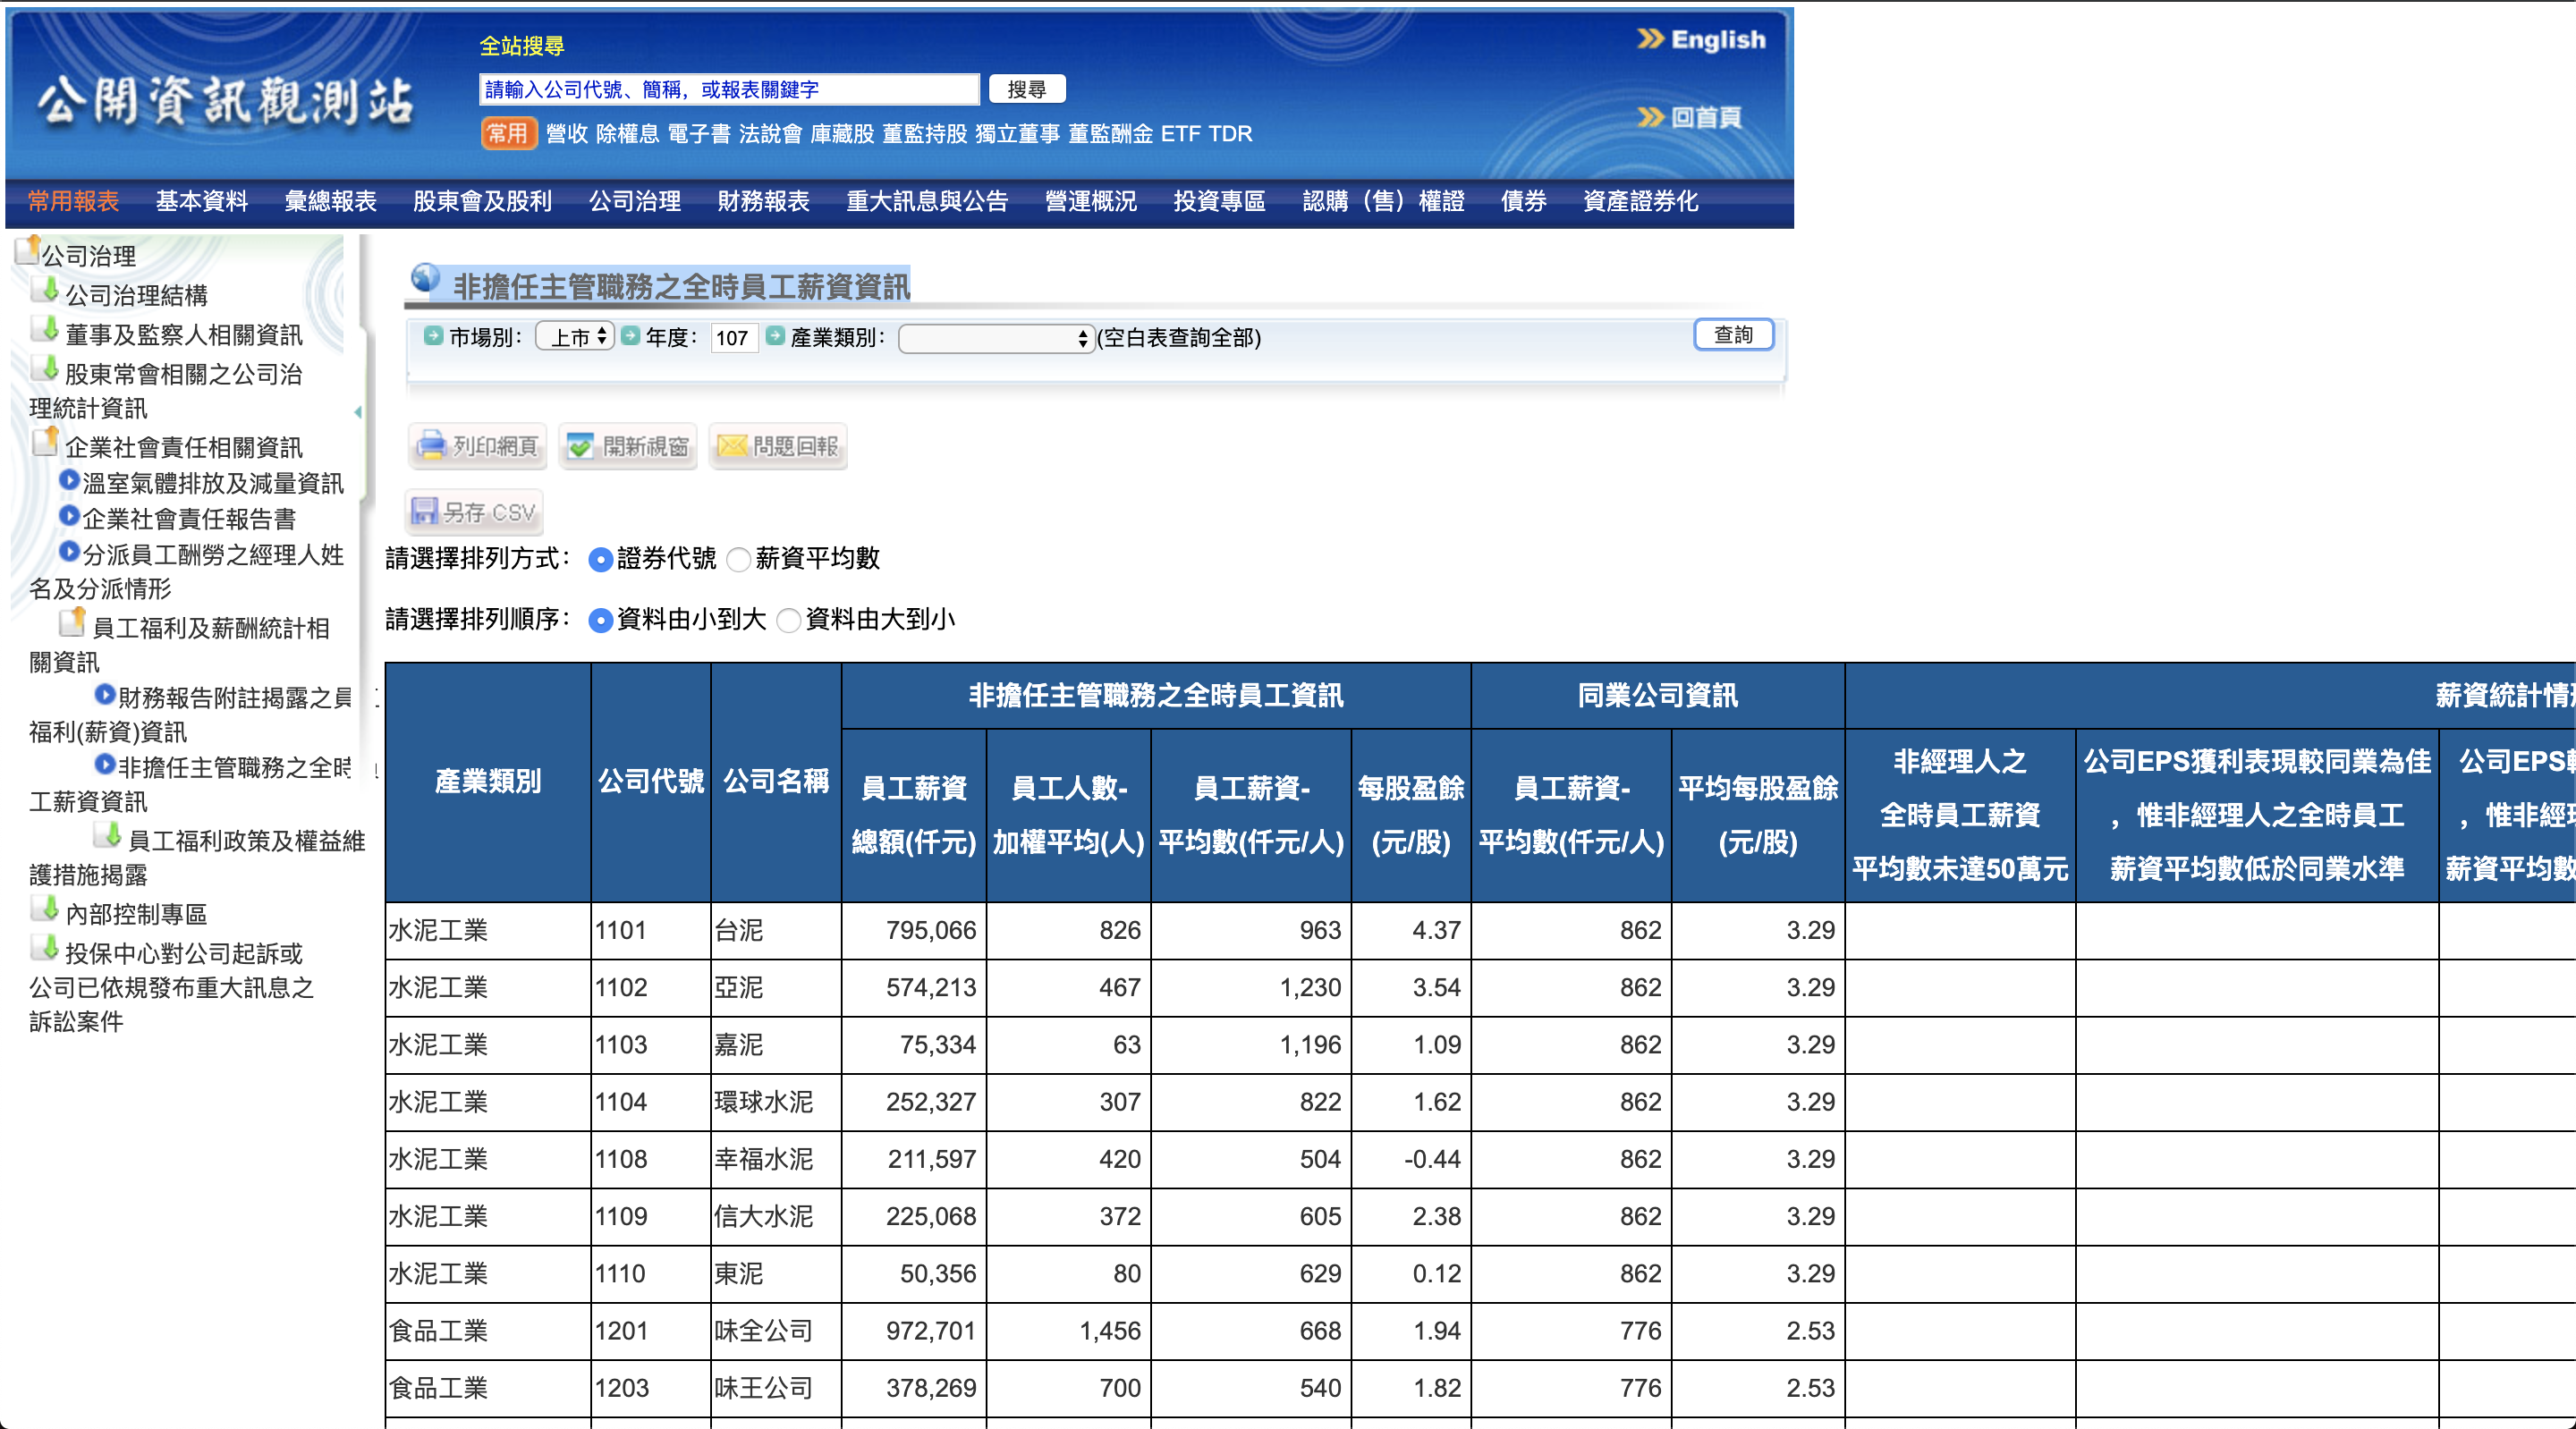 全站搜尋
English
公開資訊觀測站
請輸入公司代號、簡稱，或報表關鍵字 搜尋
回首頁
常用 營收 除權息 電子書 法說會 庫藏股 董監持股 獨立董事 董監酬金 ETF TDR
常用報表 基本資料 彙總報表 股東會及股利 公司治理 財務報表 重大訊息與公告 營運概況 投資專區 認購（售）權證 債券 資產證券化
公司治理
公司治理結構
董事及監察人相關資訊
股東常會相關之公司治
理統計資訊
企業社會責任相關資訊
溫室氣體排放及減量資訊
企業社會責任報告書
分派員工酬勞之經理人姓
名及分派情形
員工福利及薪酬統計相
關資訊
財務報告附註揭露之員
福利(薪資)資訊
非擔任主管職務之全時
工薪資資訊
員工福利政策及權益維
護措施揭露
內部控制專區
投保中心對公司起訴或
公司已依規發布重大訊息之
訴訟案件
非擔任主管職務之全時員工薪資資訊
市場別： 上市 年度： 107 產業類別： (空白表查詢全部) 查詢
列印網頁 開新視窗 問題回報
另存 CSV
請選擇排列方式： 證券代號 薪資平均數
請選擇排列順序： 資料由小到大 資料由大到小
非擔任主管職務之全時員工資訊 同業公司資訊 薪資統計情
產業類別 公司代號 公司名稱
員工薪資
總額(仟元)
員工人數-
加權平均(人)
員工薪資-
平均數(仟元/人)
每股盈餘
(元/股)
員工薪資-
平均數(仟元/人)
平均每股盈餘
(元/股)
非經理人之
全時員工薪資
平均數未達50萬元
公司EPS獲利表現較同業為佳
，惟非經理人之全時員工
薪資平均數低於同業水準
公司EPS
，惟非經
薪資平均數
水泥工業 1101 台泥 795,066 826 963 4.37 862 3.29
水泥工業 1102 亞泥 574,213 467 1,230 3.54 862 3.29
水泥工業 1103 嘉泥 75,334 63 1,196 1.09 862 3.29
水泥工業 1104 環球水泥 252,327 307 822 1.62 862 3.29
水泥工業 1108 幸福水泥 211,597 420 504 -0.44 862 3.29
水泥工業 1109 信大水泥 225,068 372 605 2.38 862 3.29
水泥工業 1110 東泥 50,356 80 629 0.12 862 3.29
食品工業 1201 味全公司 972,701 1,456 668 1.94 776 2.53
食品工業 1203 味王公司 378,269 700 540 1.82 776 2.53